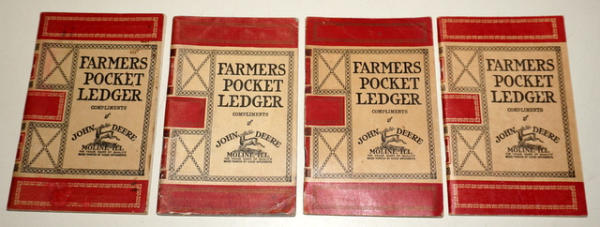 FARMERS
POCKET
LEDGER
COMPLIMENTS
of
JOHN DEERE
MOLINE, ILL.
FARMERS
POCKET
LEDGER
COMPLIMENTS
of
JOHN DEERE
MOLINE, ILL.
FARMERS
POCKET
LEDGER
COMPLIMENTS
of
JOHN DEERE
MOLINE, ILL.
FARMERS
POCKET
LEDGER
COMPLIMENTS
of
JOHN DEERE
MOLINE, ILL.